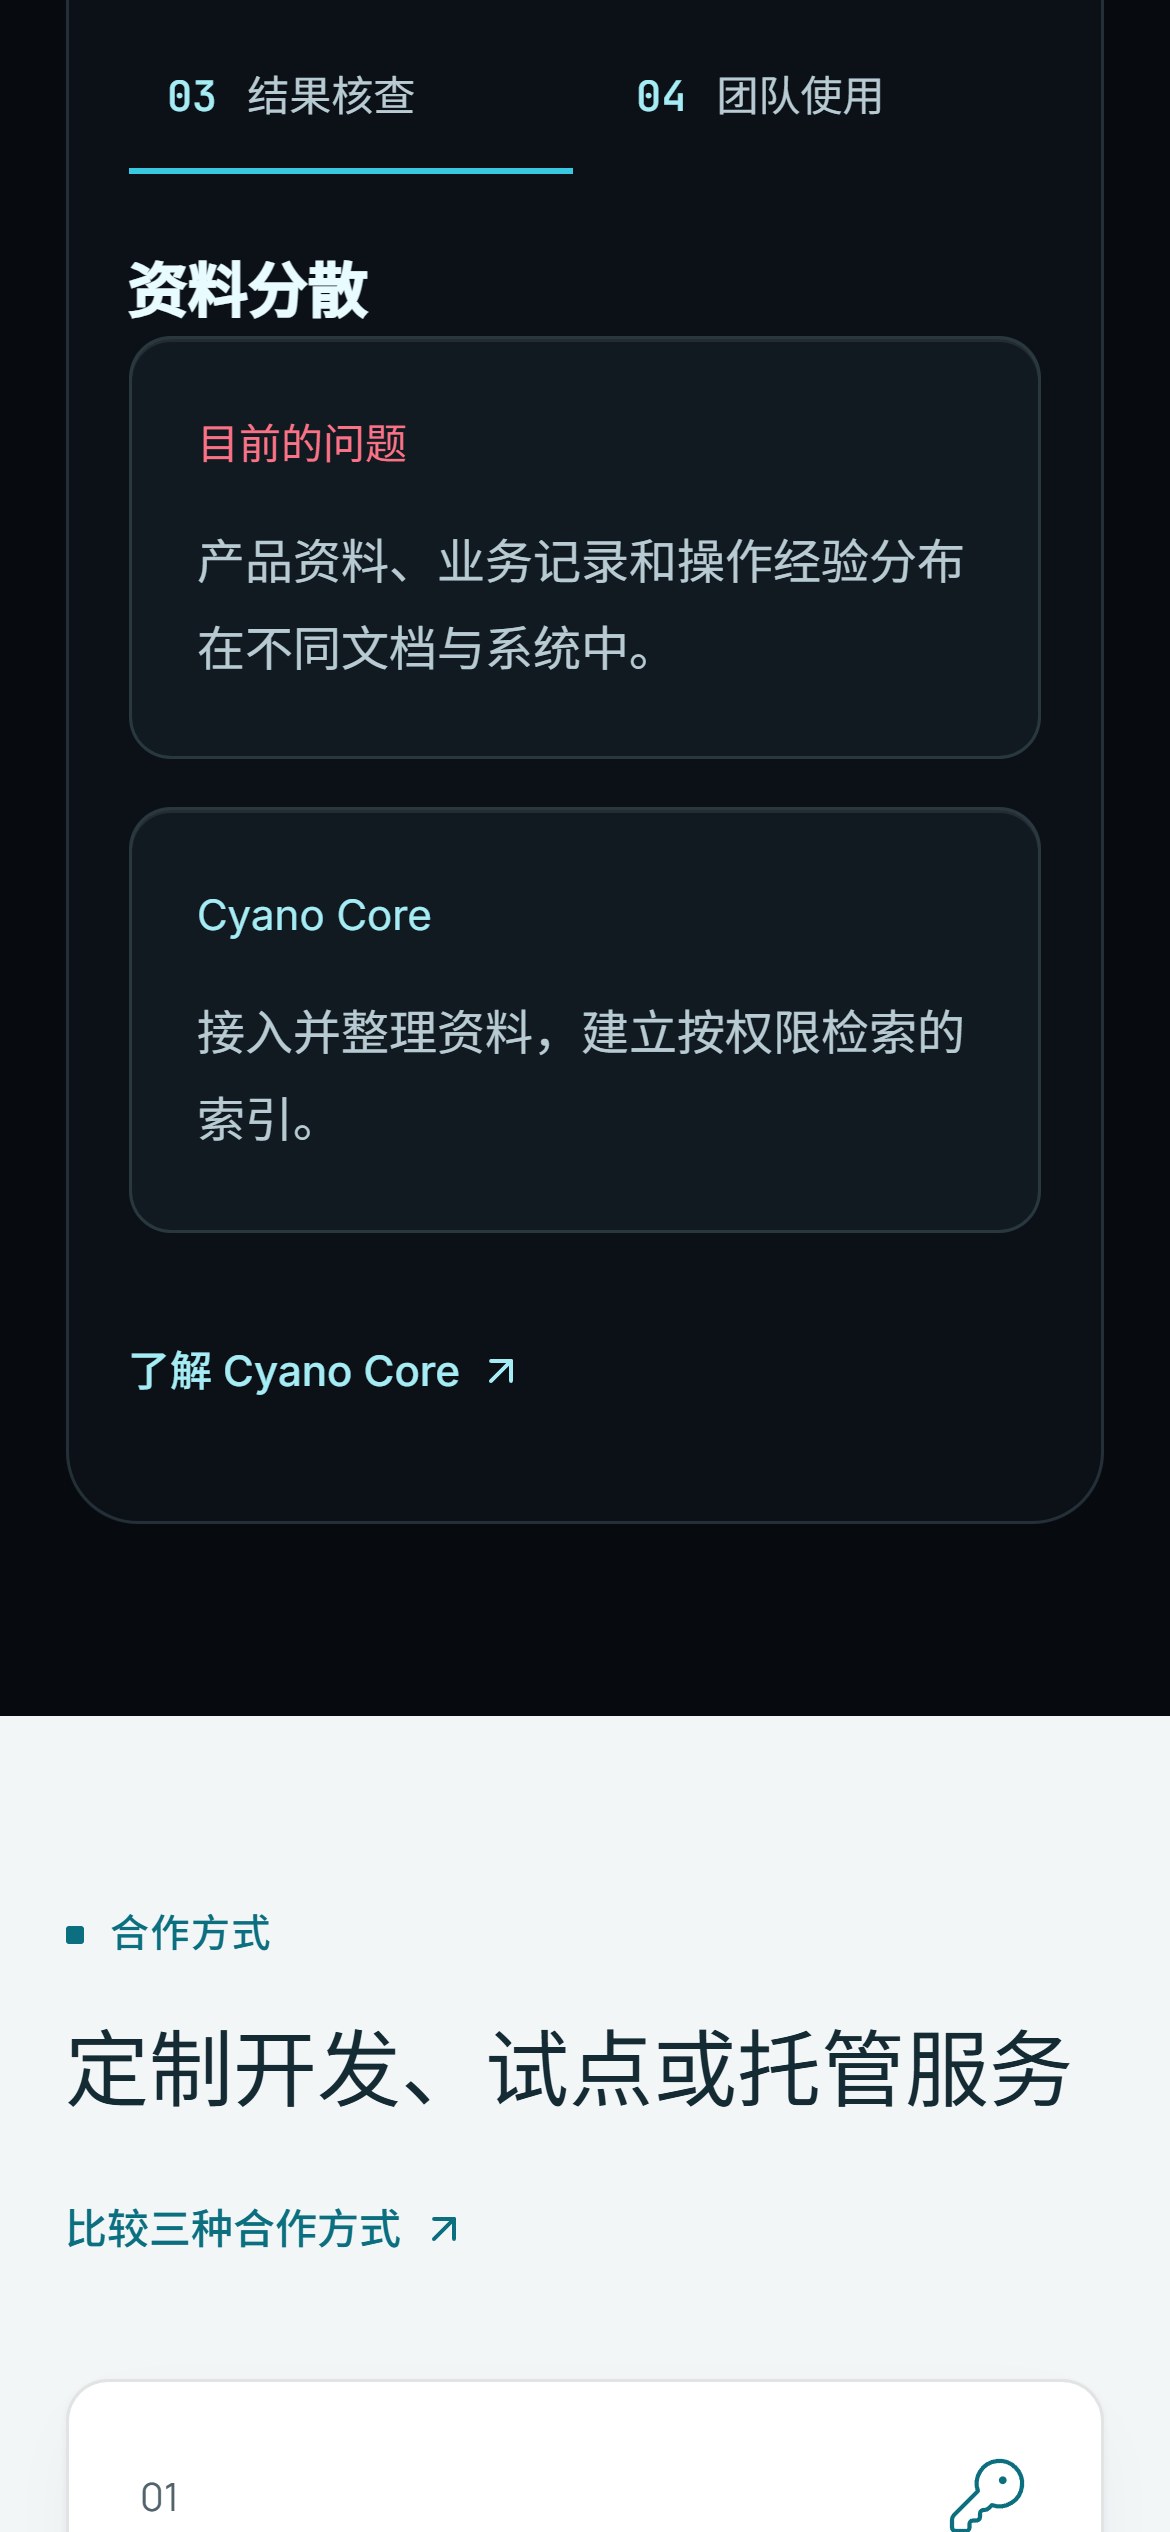 03 结果核查
04 团队使用
资料分散
目前的问题
产品资料、业务记录和操作经验分布
在不同文档与系统中。
Cyano Core
接入并整理资料，建立按权限检索的
索引。
了解 Cyano Core
合作方式
定制开发、试点或托管服务
比较三种合作方式
01